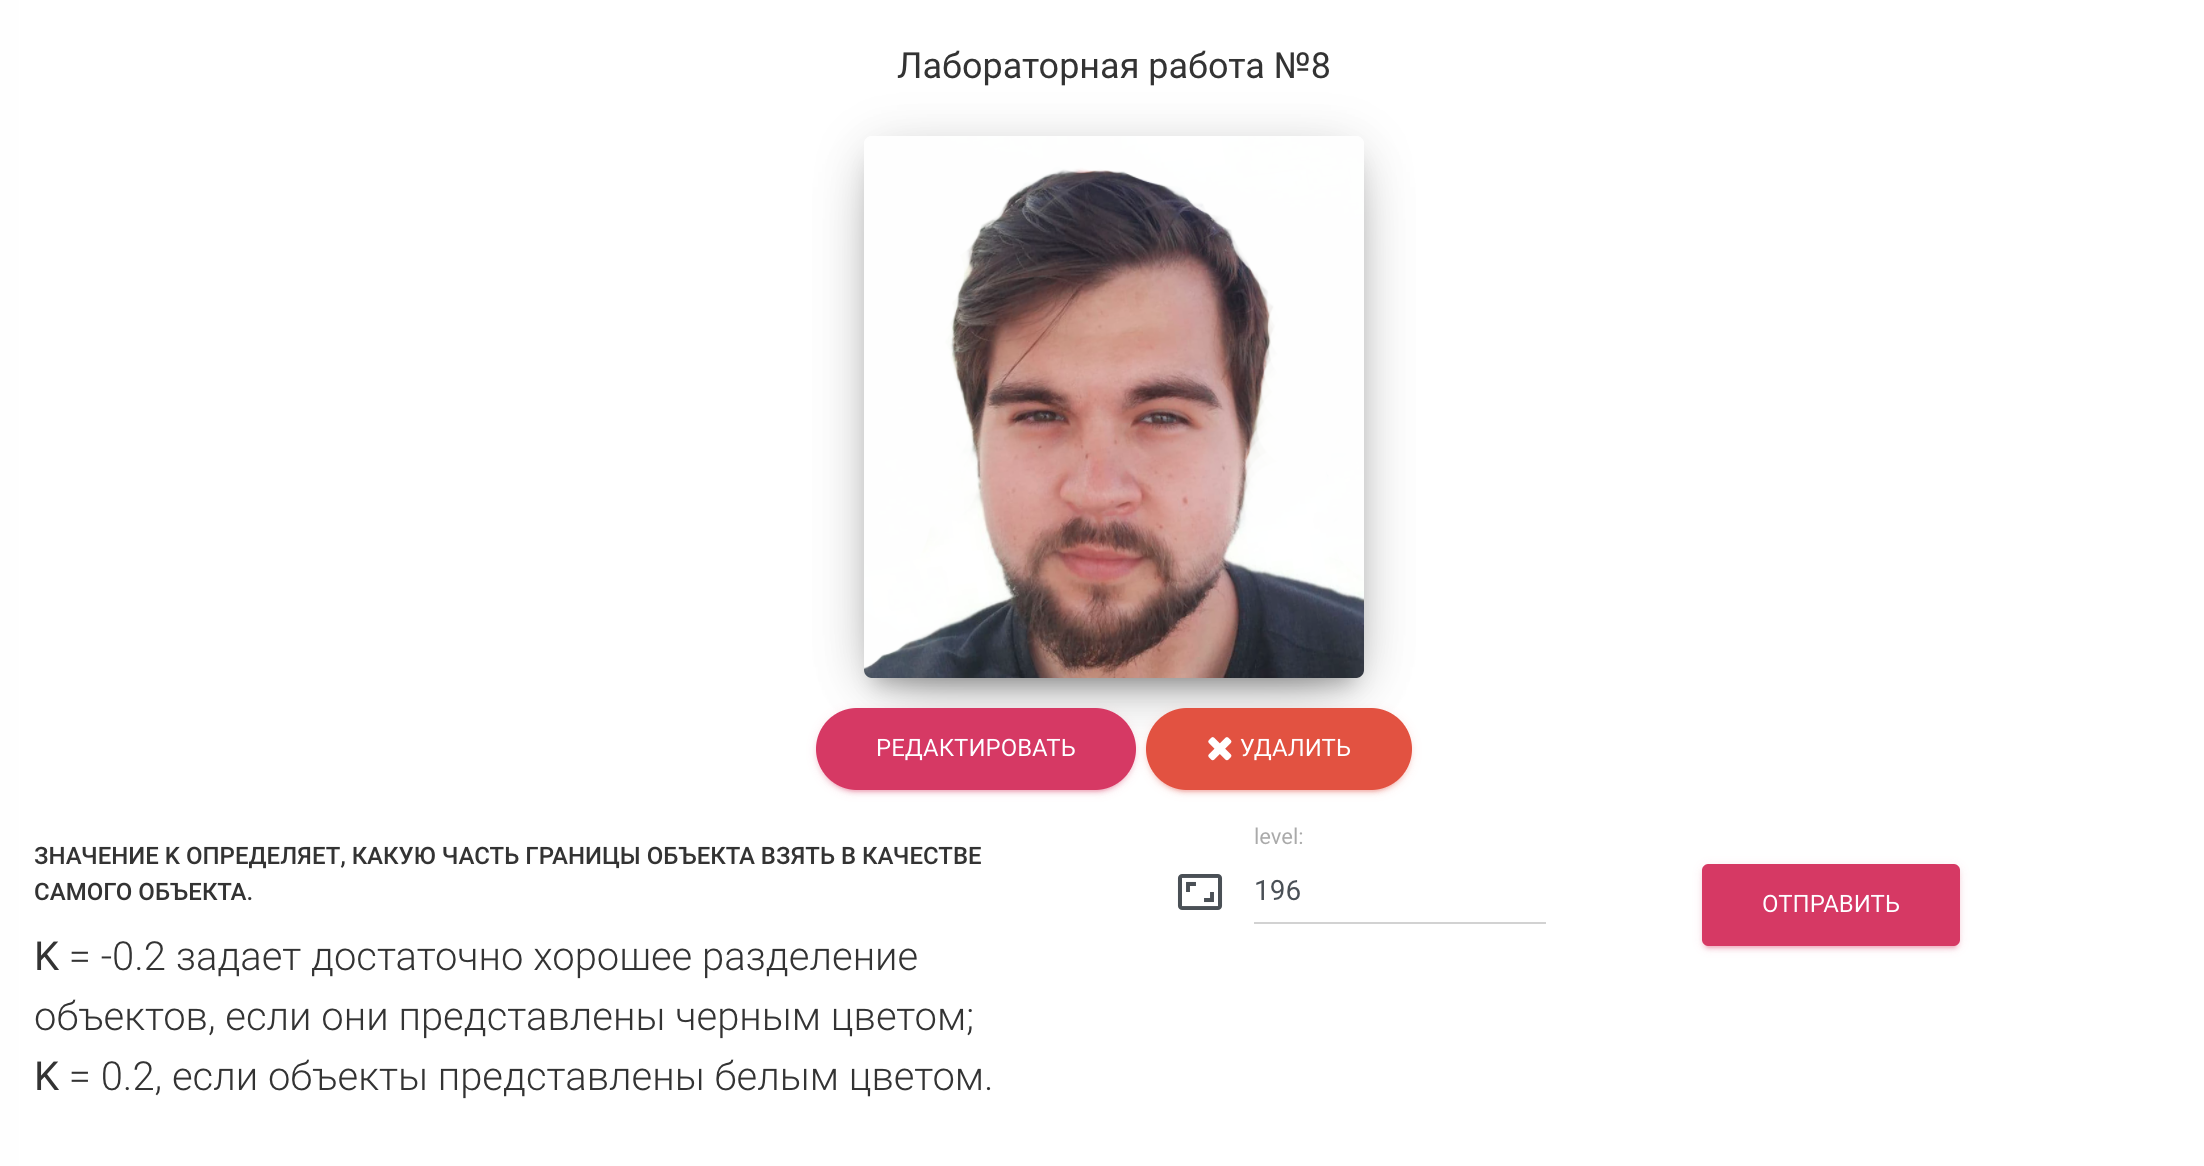 Лабораторная работа №8
РЕДАКТИРОВАТЬ
УДАЛИТЬ
ЗНАЧЕНИЕ K ОПРЕДЕЛЯЕТ, КАКУЮ ЧАСТЬ ГРАНИЦЫ ОБЪЕКТА ВЗЯТЬ В КАЧЕСТВЕ
САМОГО ОБЪЕКТА.
K = -0.2 задает достаточно хорошее разделение
объектов, если они представлены черным цветом;
K = 0.2, если объекты представлены белым цветом.
level:
196
ОТПРАВИТЬ